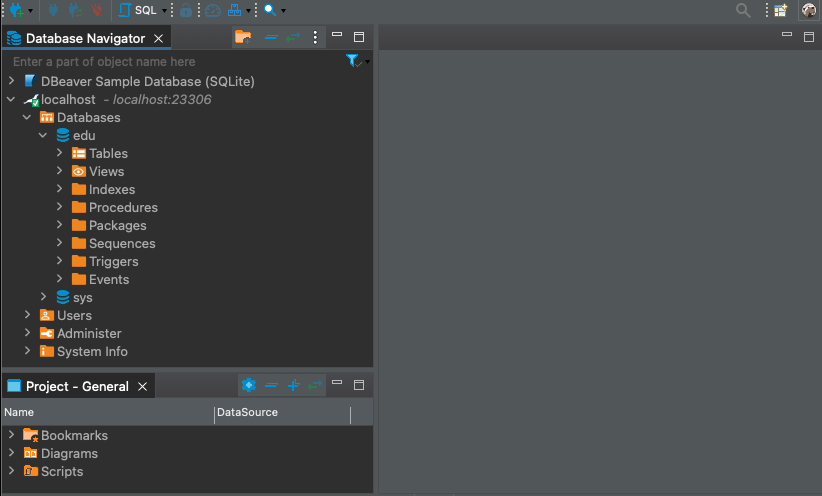 SQL
Database Navigator
Enter a part of object name here
DBeaver Sample Database (SQLite)
localhost - localhost:23306
Databases
edu
Tables
Views
Indexes
Procedures
Packages
Sequences
Triggers
Events
sys
Users
Administer
System Info
Project - General
Name DataSource
Bookmarks
Diagrams
Scripts